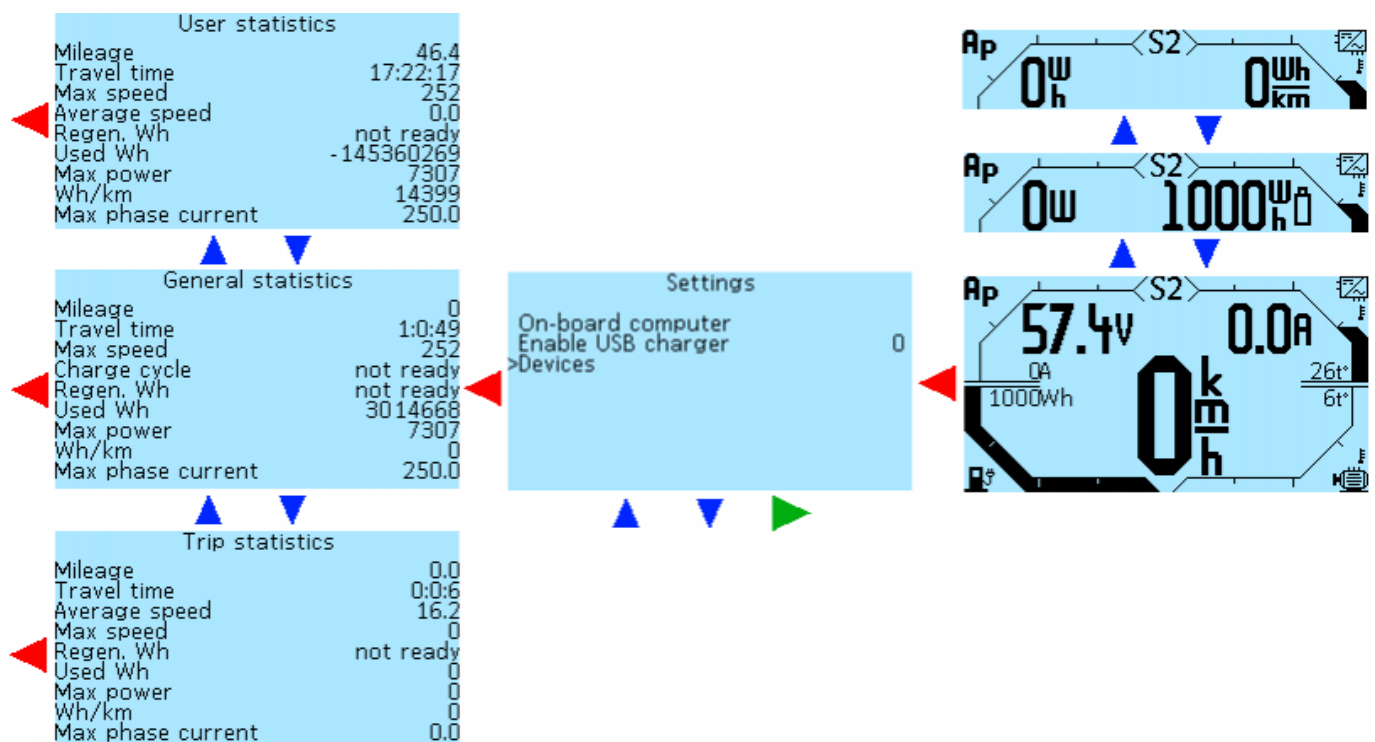 User statistics
Mileage 46.4
Travel time 17:22:17
Max speed 252
Average speed 0.0
Regen. Wh not ready
Used Wh -145360269
Max power 7307
Wh/km 14399
Max phase current 250.0
General statistics
Mileage 0
Travel time 1:0:49
Max speed 252
Charge cycle not ready
Regen. Wh not ready
Used Wh 3014668
Max power 7307
Wh/km 0
Max phase current 250.0
Trip statistics
Mileage 0.0
Travel time 0:0:6
Average speed 16.2
Max speed 0
Regen. Wh not ready
Used Wh 0
Max power 0
Wh/km 0
Max phase current 0.0
Settings
On-board computer
Enable USB charger 0
>Devices
Ap S2
0Wh 0Wh/km
Ap S2
0W 1000Wh
Ap S2
57.4V 0.0A
0A 26t°
1000Wh 6t°
0km/h